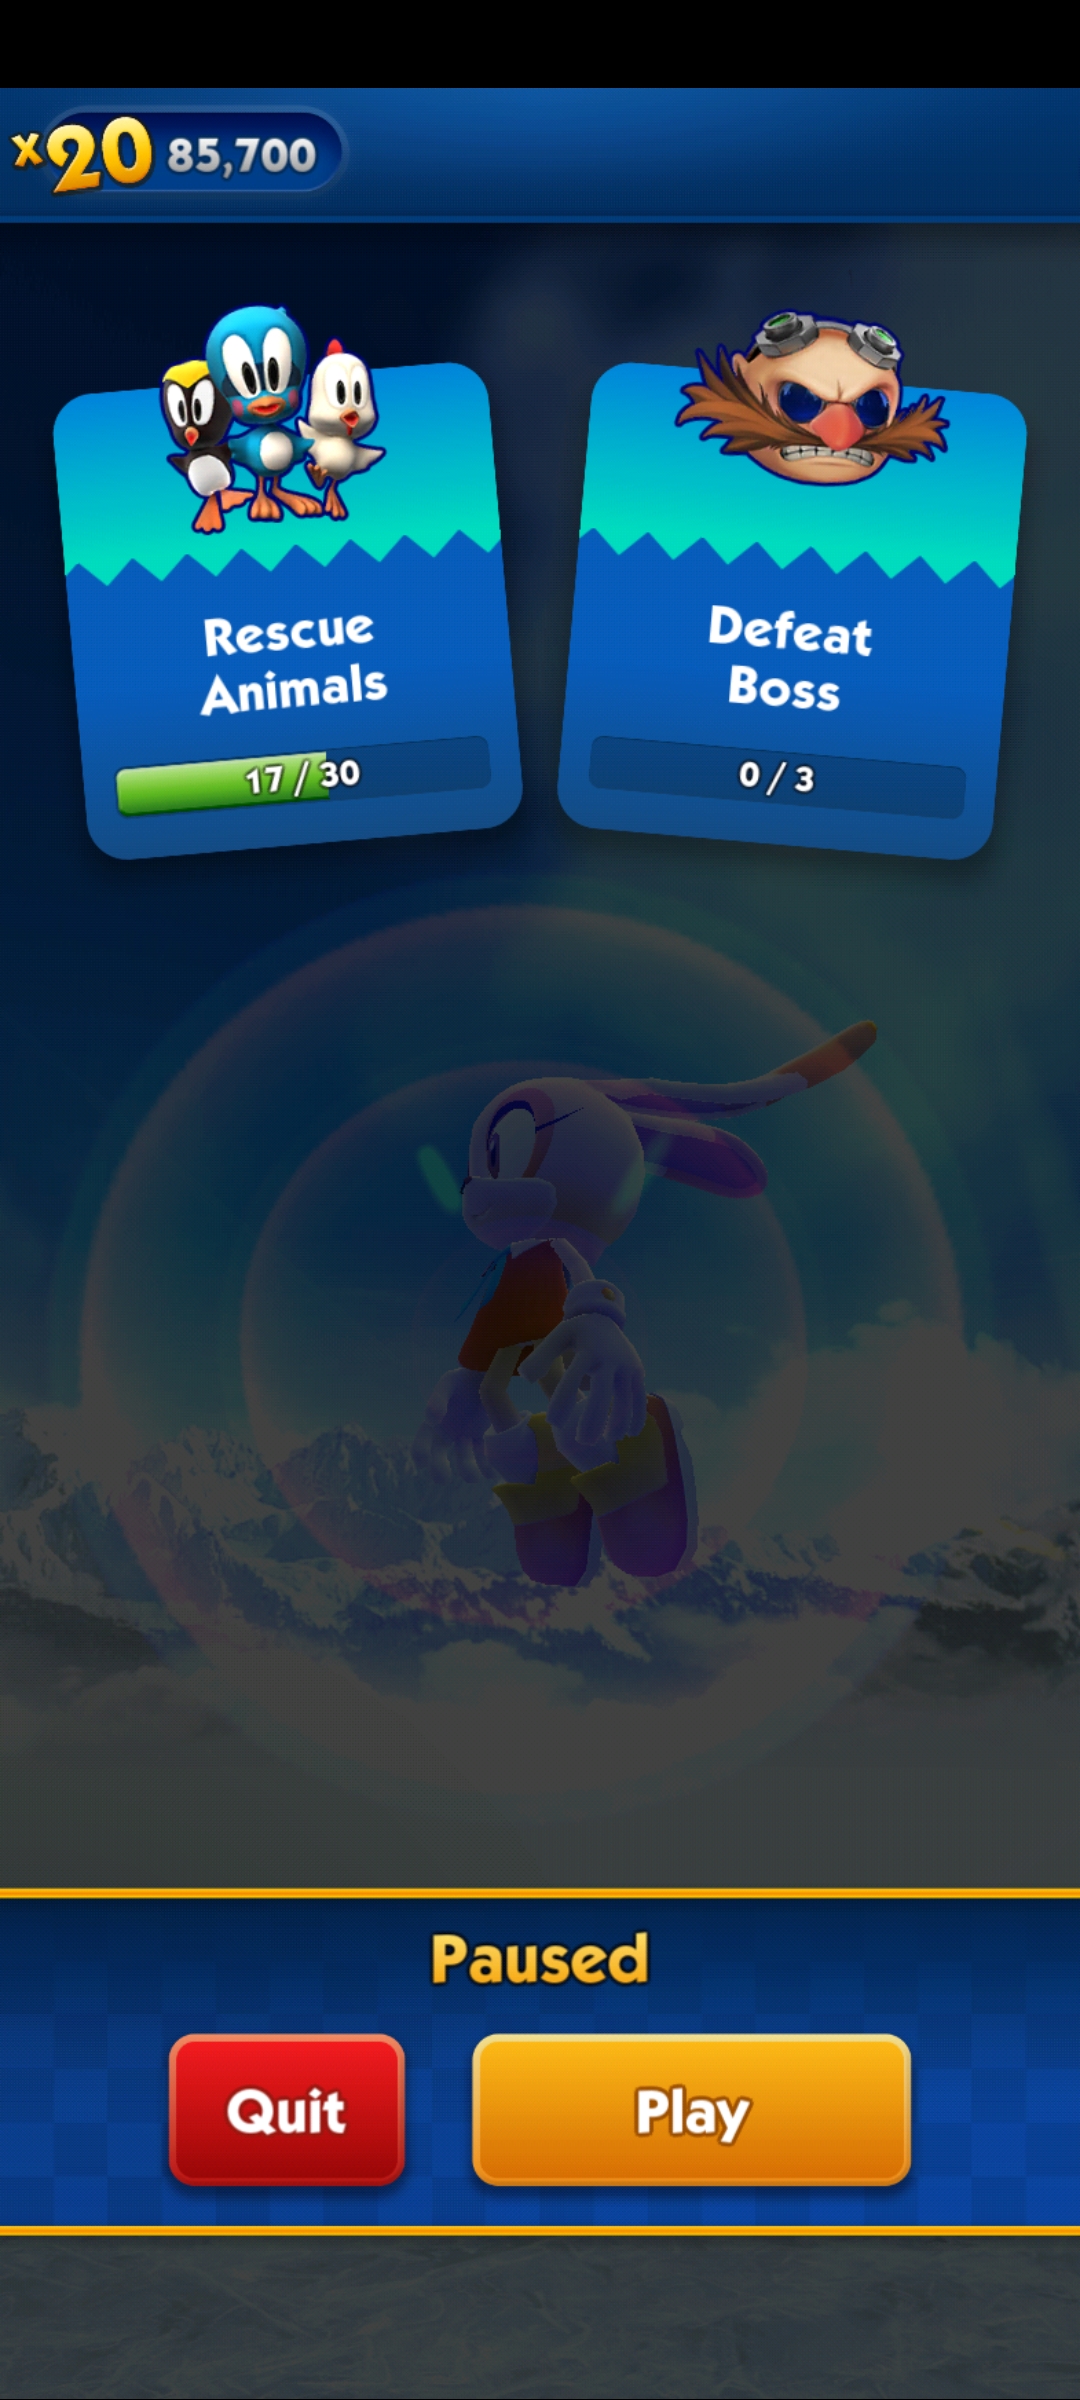 x20 85,700
Rescue
Animals
17 / 30
Defeat
Boss
0 / 3
Paused
Quit
Play